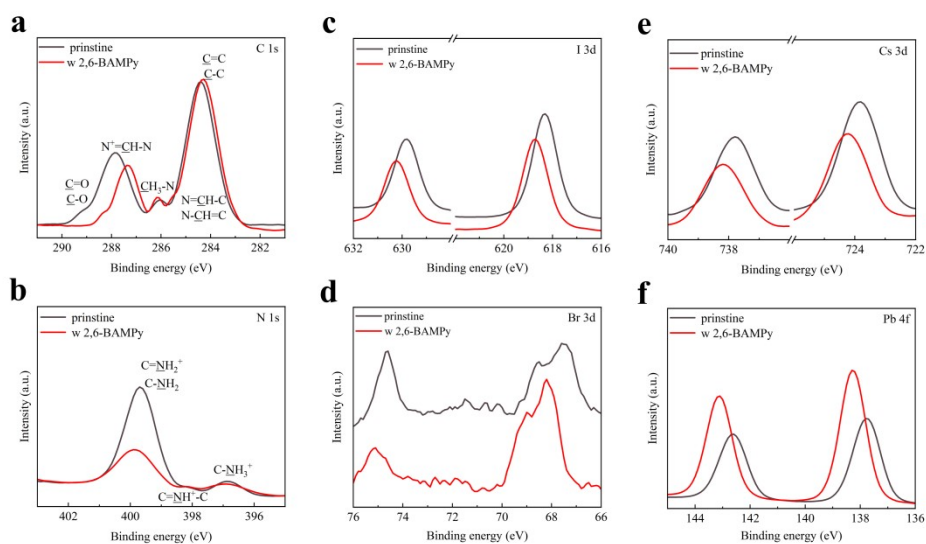 a
prinstine
w 2,6-BAMPy
C 1s
C=C
C-C
N⁺=CH-N
C=O
C-O
CH₃-N
N=CH-C
N-CH=C
Intensity (a.u.)
290 288 286 284 282
Binding energy (eV)
b
prinstine
w 2,6-BAMPy
N 1s
C=NH₂⁺
C-NH₂
C-NH₃⁺
C=NH⁺-C
Intensity (a.u.)
402 400 398 396
Binding energy (eV)
c
prinstine
w 2,6-BAMPy
I 3d
Intensity (a.u.)
632 630 620 618 616
Binding energy (eV)
d
prinstine
w 2,6-BAMPy
Br 3d
Intensity (a.u.)
76 74 72 70 68 66
Binding energy (eV)
e
prinstine
w 2,6-BAMPy
Cs 3d
Intensity (a.u.)
740 738 724 722
Binding energy (eV)
f
prinstine
w 2,6-BAMPy
Pb 4f
Intensity (a.u.)
144 142 140 138 136
Binding energy (eV)